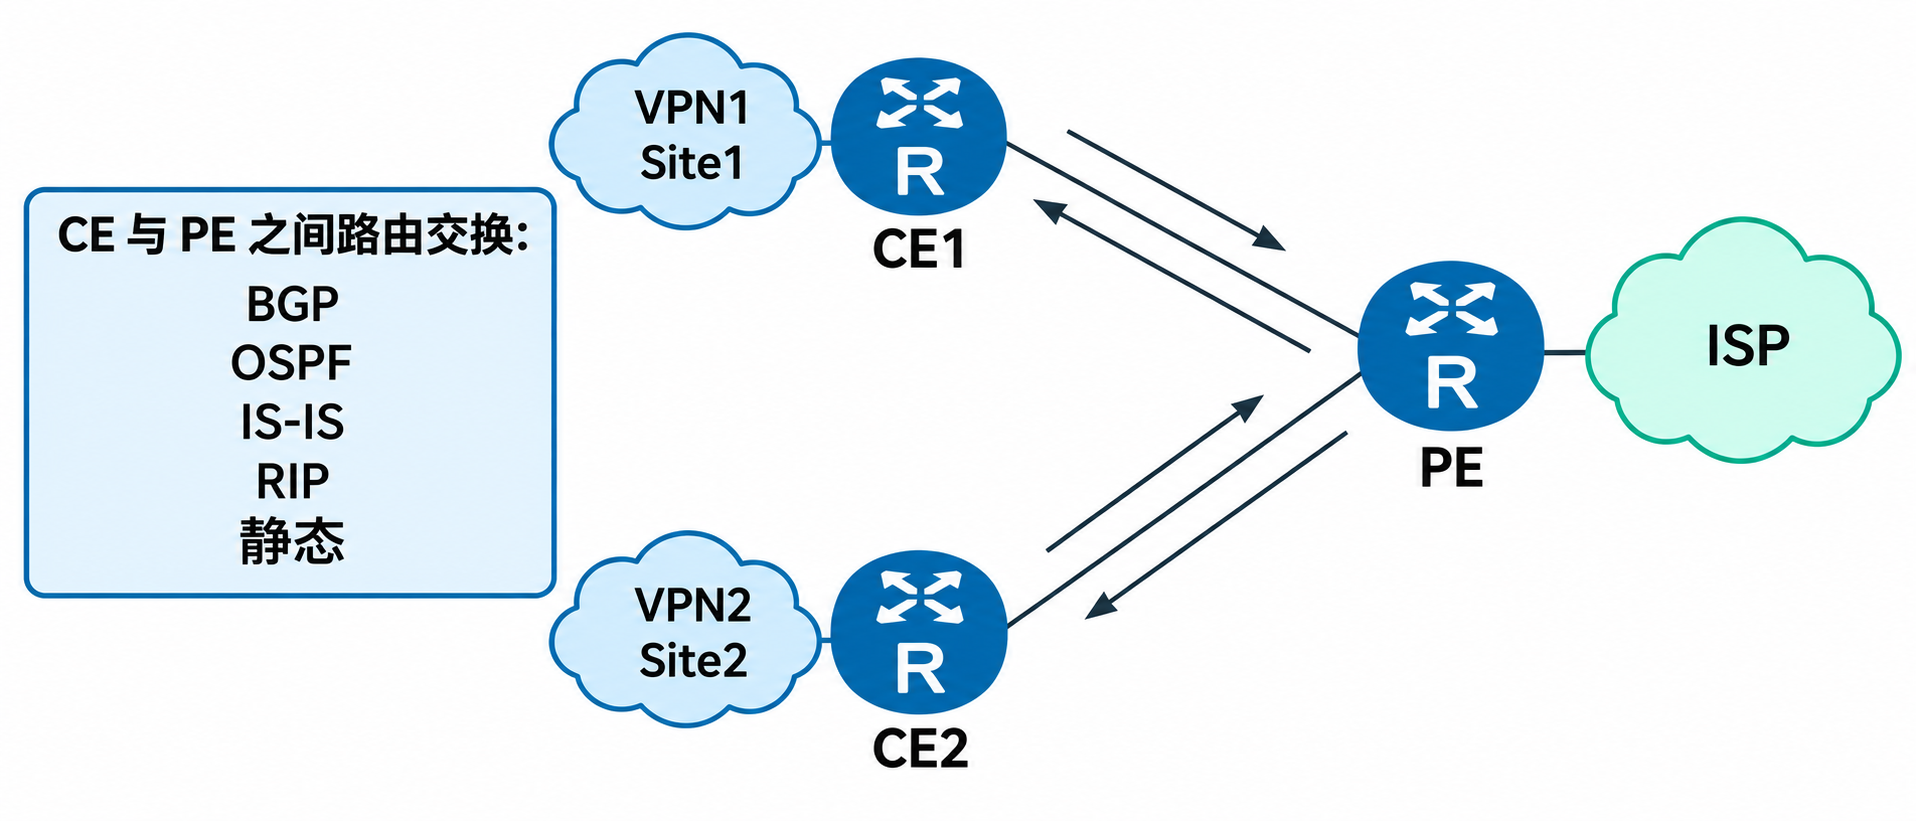 CE 与 PE 之间路由交换:
BGP
OSPF
IS-IS
RIP
静态
VPN1
Site1
R
CE1
VPN2
Site2
R
CE2
R
PE
ISP